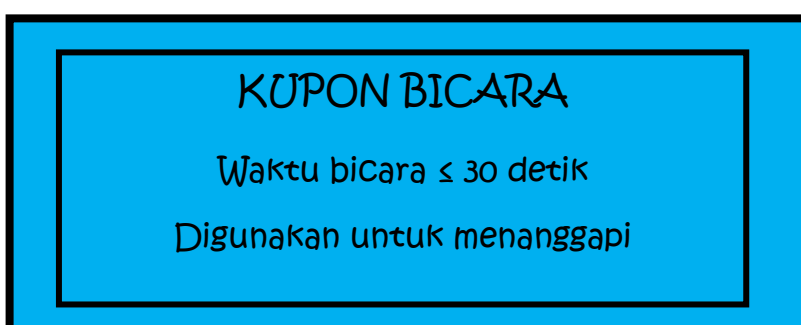 KUPON BICARA
Waktu bicara ≤ 30 detik
Digunakan untuk menanggapi